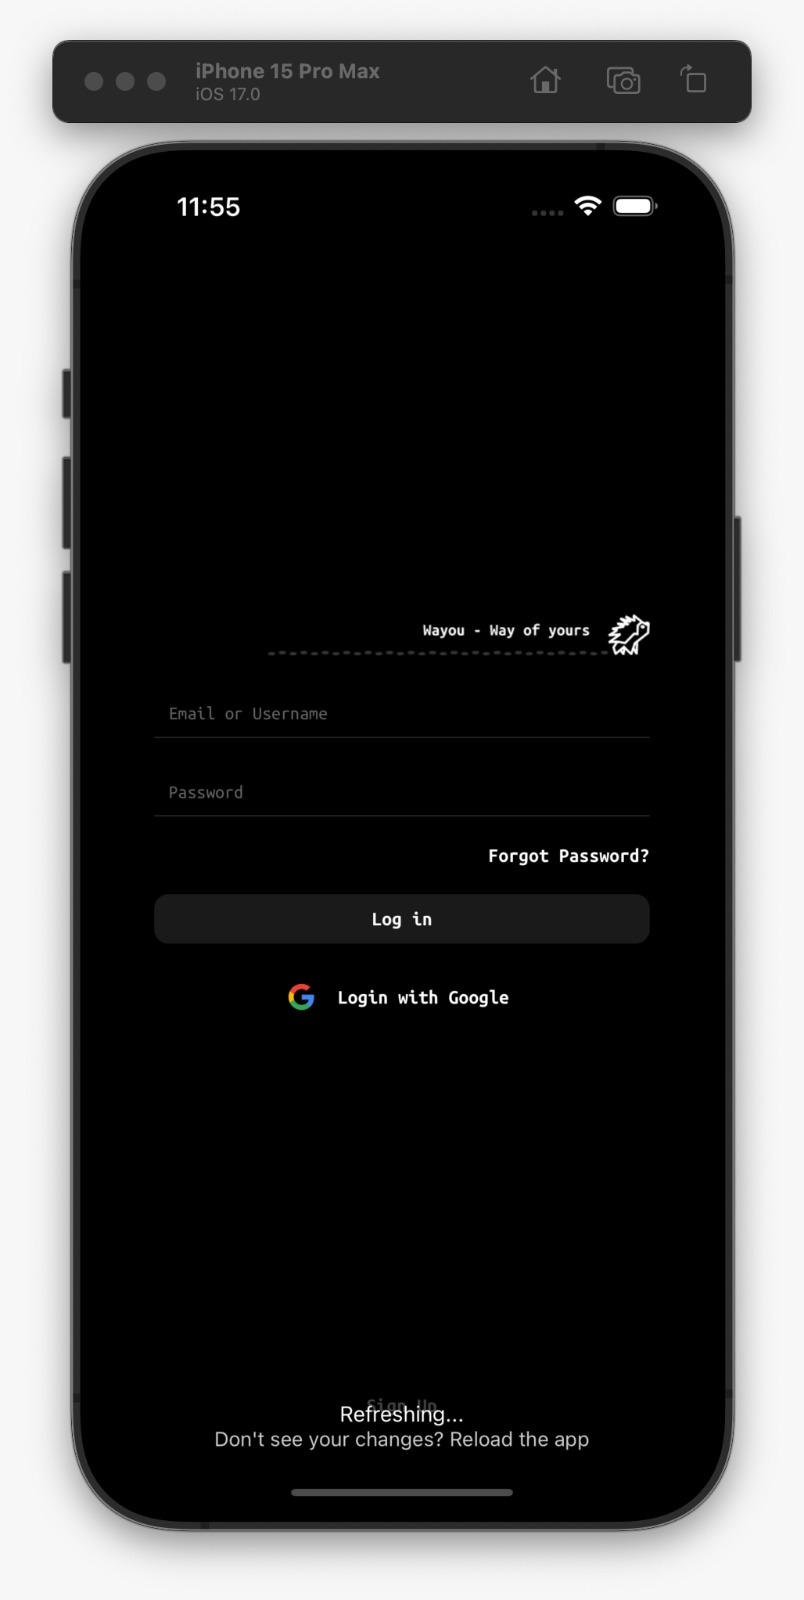 iPhone 15 Pro Max
iOS 17.0
11:55
Wayou - Way of yours
Email or Username
Password
Forgot Password?
Log in
Login with Google
Sign Up
Refreshing...
Don't see your changes? Reload the app